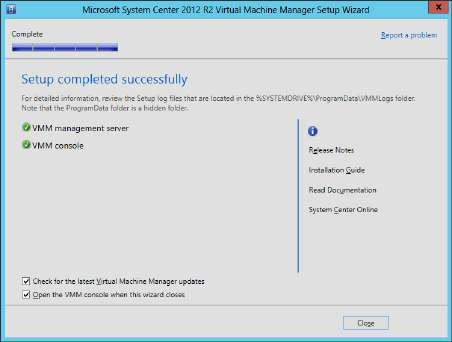 Microsoft System Center 2012 R2 Virtual Machine Manager Setup Wizard
Complete
Report a problem
Setup completed successfully
For detailed information, review the Setup log files that are located in the %SYSTEMDRIVE%\ProgramData\VMMLogs folder.
Note that the ProgramData folder is a hidden folder.
VMM management server
VMM console
Release Notes
Installation Guide
Read Documentation
System Center Online
Check for the latest Virtual Machine Manager updates
Open the VMM console when this wizard closes
Close